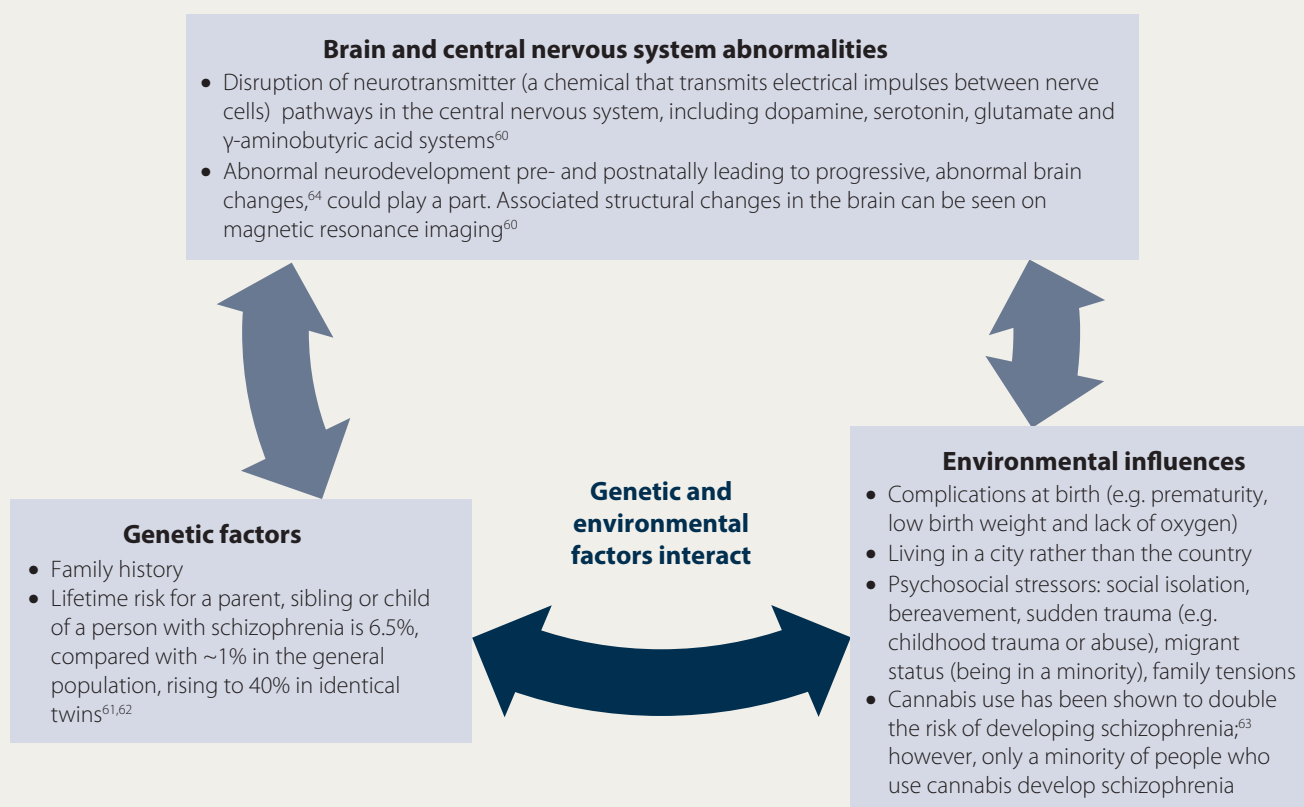 Brain and central nervous system abnormalities
• Disruption of neurotransmitter (a chemical that transmits electrical impulses between nerve
cells) pathways in the central nervous system, including dopamine, serotonin, glutamate and
γ-aminobutyric acid systems60
• Abnormal neurodevelopment pre- and postnatally leading to progressive, abnormal brain
changes,64 could play a part. Associated structural changes in the brain can be seen on
magnetic resonance imaging60
Genetic factors
• Family history
• Lifetime risk for a parent, sibling or child
of a person with schizophrenia is 6.5%,
compared with ~1% in the general
population, rising to 40% in identical
twins61,62
Genetic and
environmental
factors interact
Environmental influences
• Complications at birth (e.g. prematurity,
low birth weight and lack of oxygen)
• Living in a city rather than the country
• Psychosocial stressors: social isolation,
bereavement, sudden trauma (e.g.
childhood trauma or abuse), migrant
status (being in a minority), family tensions
• Cannabis use has been shown to double
the risk of developing schizophrenia;63
however, only a minority of people who
use cannabis develop schizophrenia